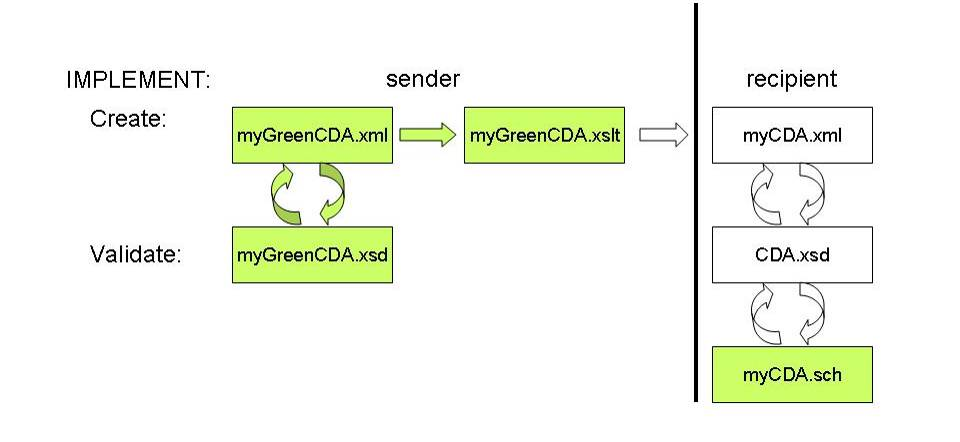 IMPLEMENT: sender recipient
Create: myGreenCDA.xml myGreenCDA.xslt myCDA.xml
Validate: myGreenCDA.xsd CDA.xsd
myCDA.sch